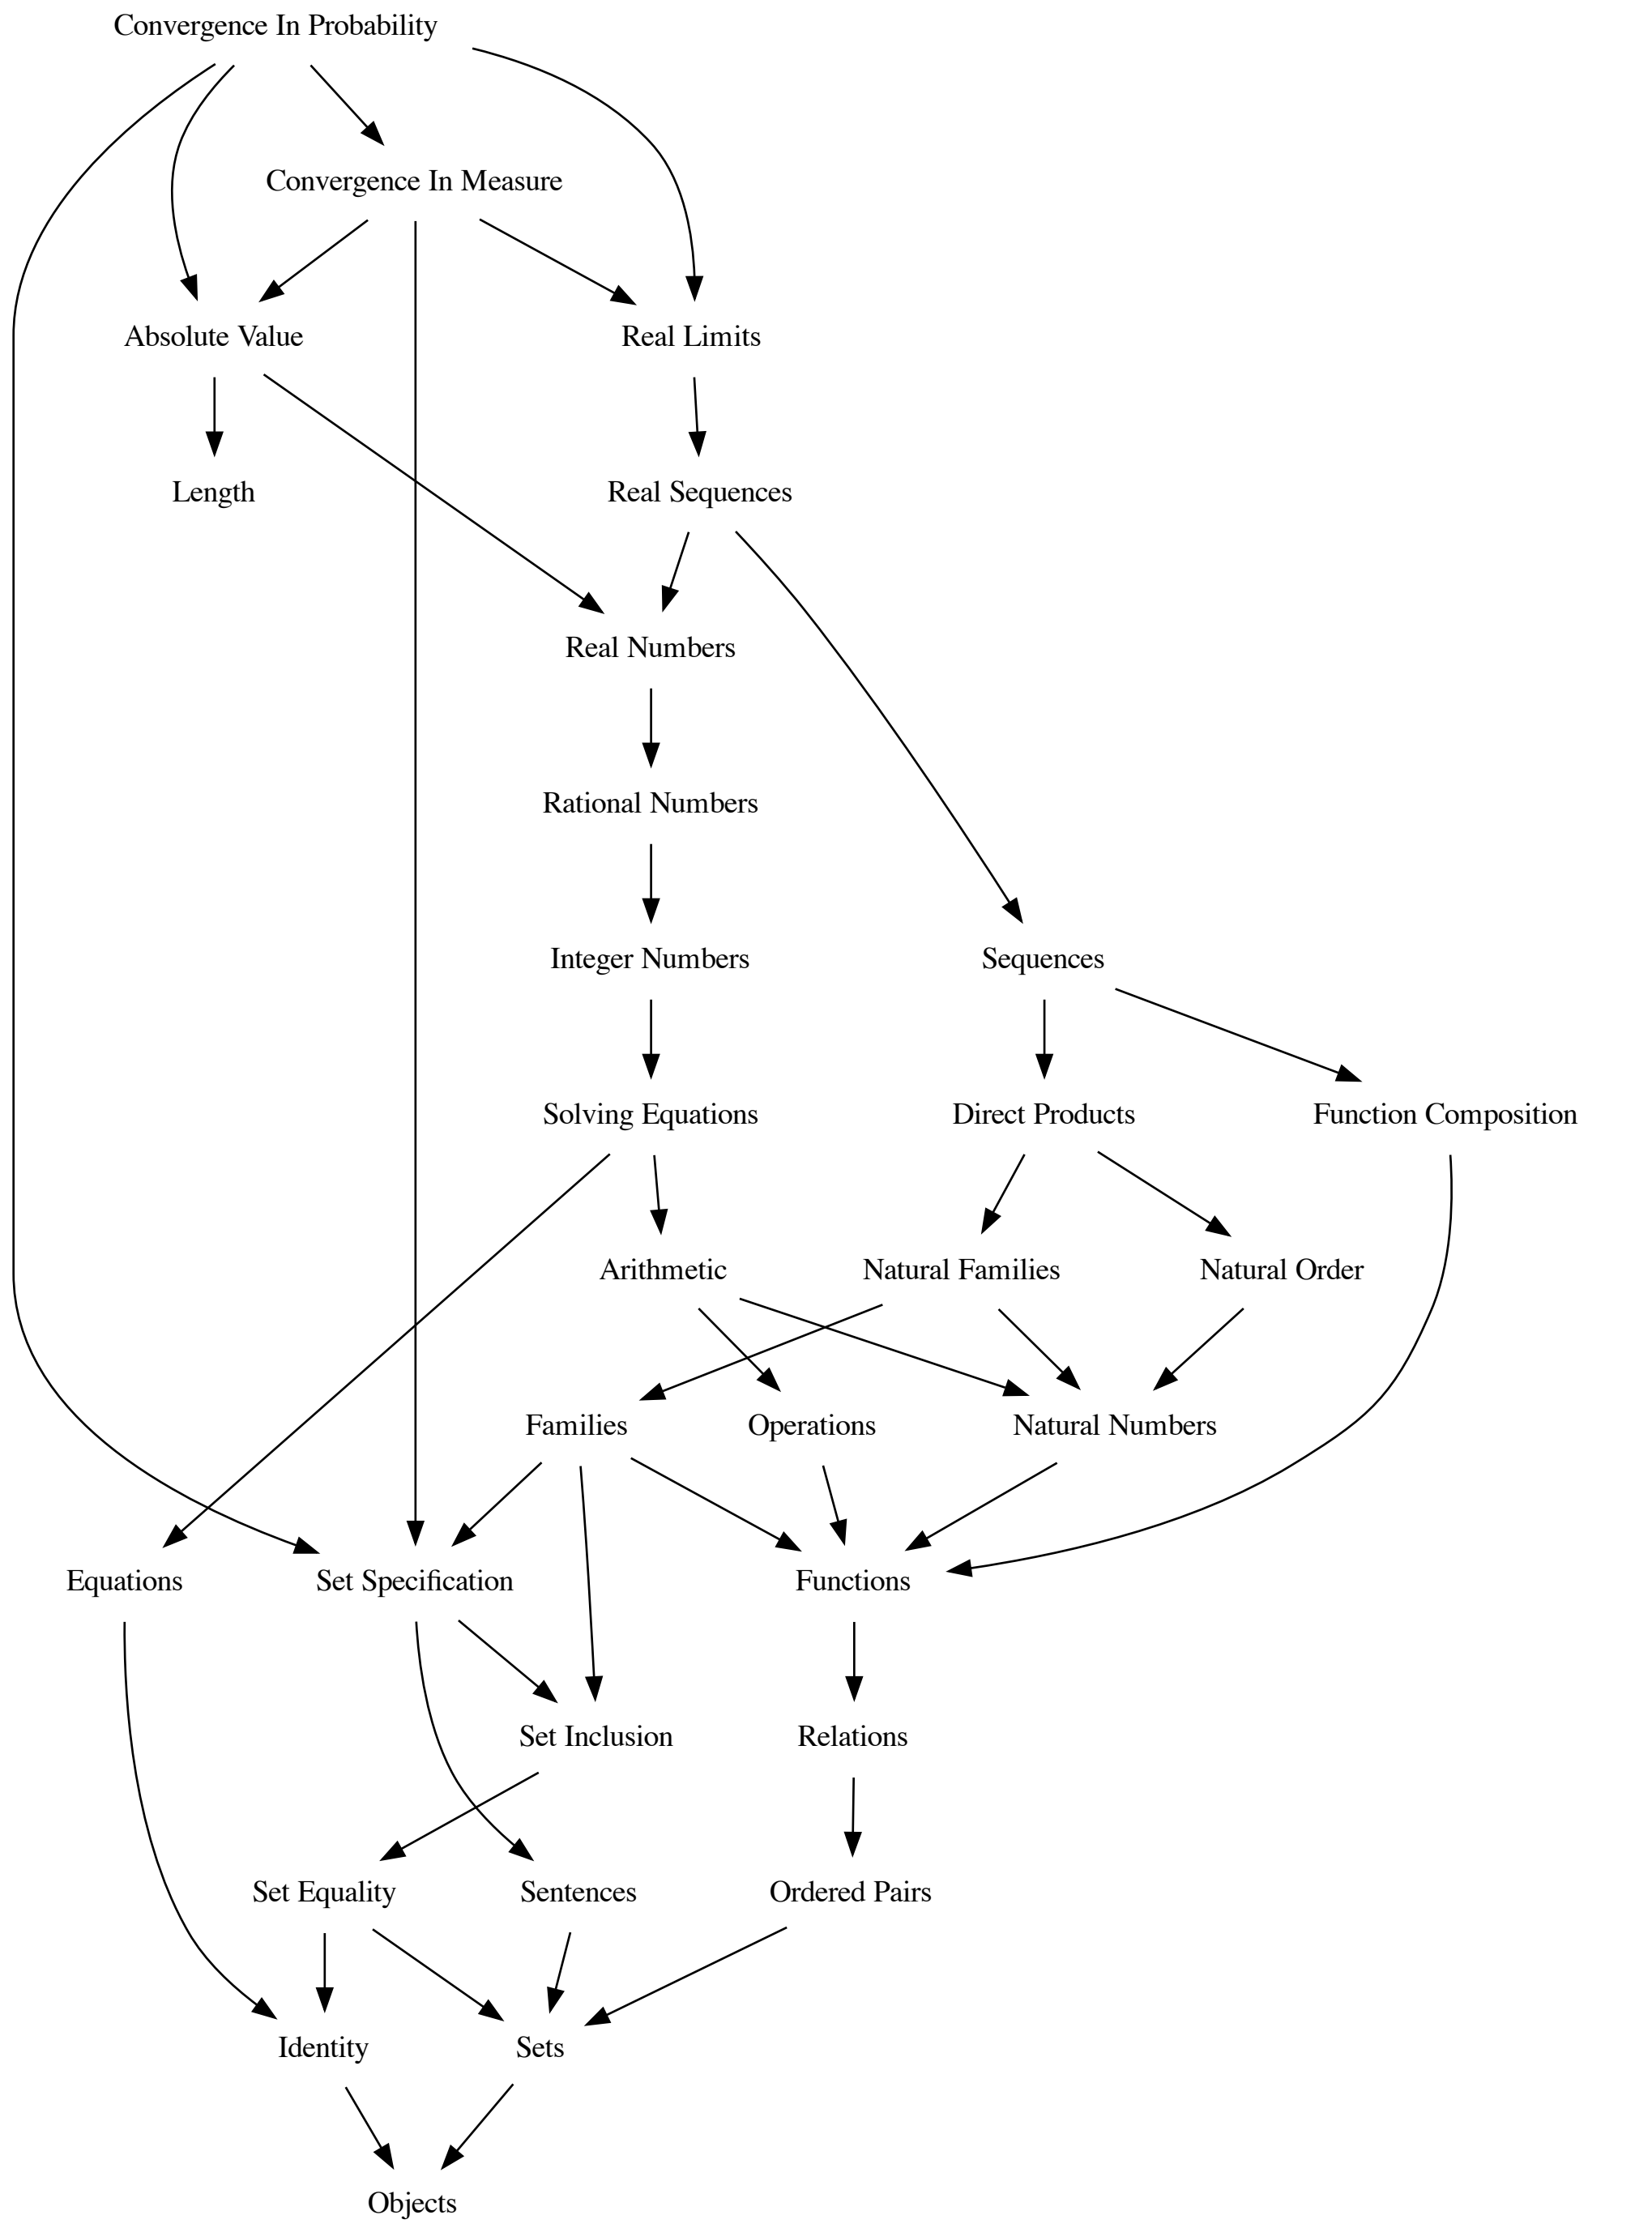 Convergence In Probability
Convergence In Measure
Absolute Value
Real Limits
Length
Real Sequences
Real Numbers
Rational Numbers
Integer Numbers
Sequences
Solving Equations
Direct Products
Function Composition
Arithmetic
Natural Families
Natural Order
Families
Operations
Natural Numbers
Equations
Set Specification
Functions
Set Inclusion
Relations
Set Equality
Sentences
Ordered Pairs
Identity
Sets
Objects